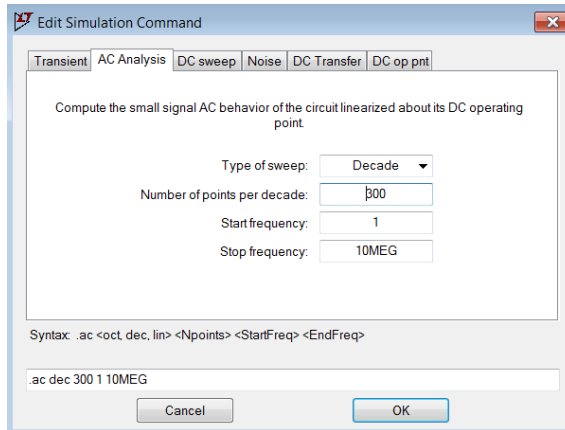 Edit Simulation Command
Transient AC Analysis DC sweep Noise DC Transfer DC op pnt
Compute the small signal AC behavior of the circuit linearized about its DC operating
point.
Type of sweep: Decade
Number of points per decade: 300
Start frequency: 1
Stop frequency: 10MEG
Syntax: .ac <oct, dec, lin> <Npoints> <StartFreq> <EndFreq>
.ac dec 300 1 10MEG
Cancel OK